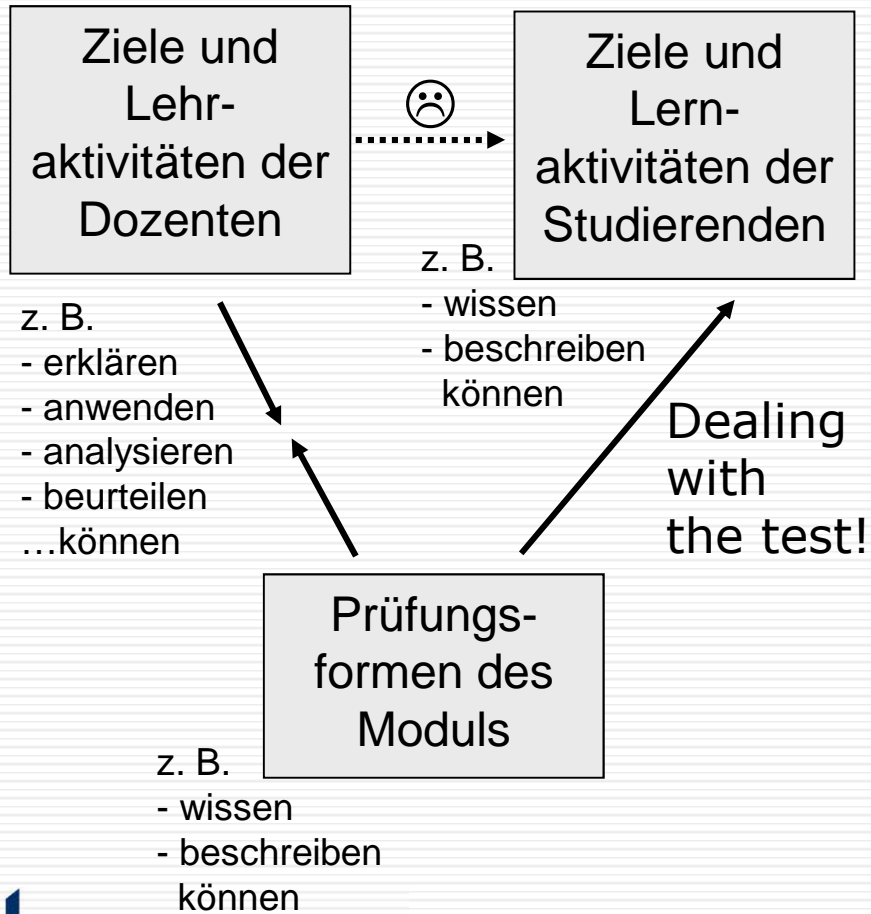 Ziele und
Lehr-
aktivitäten der
Dozenten
Ziele und
Lern-
aktivitäten der
Studierenden
z. B.
- erklären
- anwenden
- analysieren
- beurteilen
…können
z. B.
- wissen
- beschreiben
können
Dealing
with
the test!
Prüfungs-
formen des
Moduls
z. B.
- wissen
- beschreiben
können